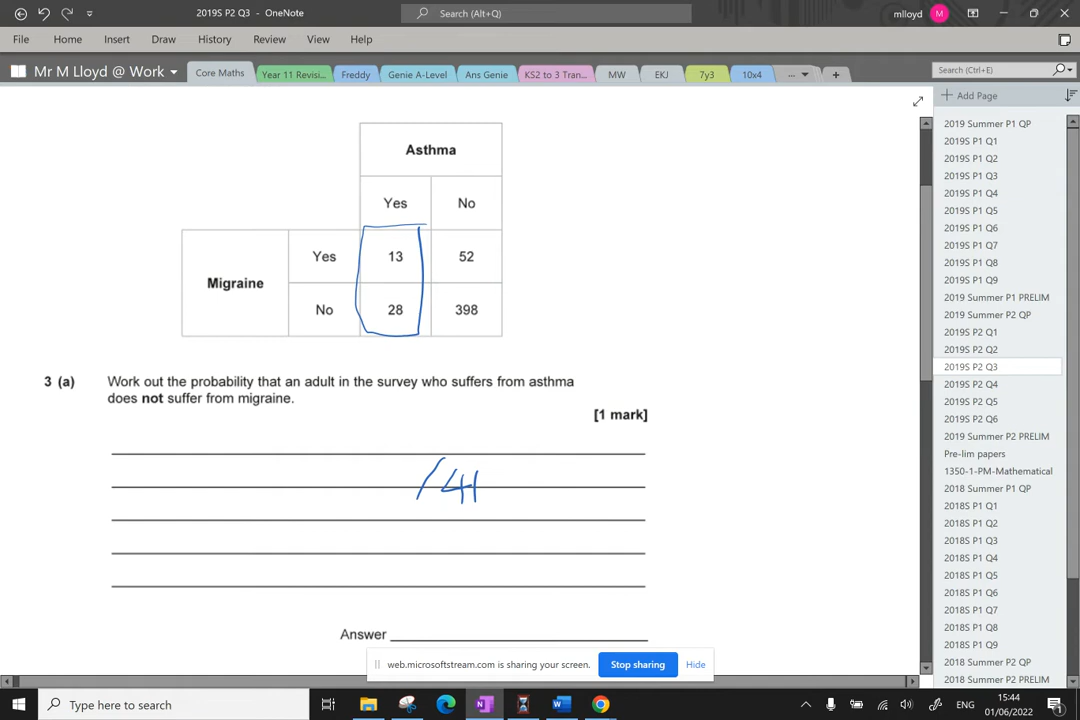 2019S P2 Q3 - OneNote
Search (Alt+Q)
mlloyd
M
File
Home
Insert
Draw
History
Review
View
Help
Mr M Lloyd @ Work
Core Maths
Year 11 Revisi...
Freddy
Genie A-Level
Ans Genie
KS2 to 3 Tran...
MW
EKJ
7y3
10x4
...
Search (Ctrl+E)
Add Page
2019 Summer P1 QP
2019S P1 Q1
2019S P1 Q2
2019S P1 Q3
2019S P1 Q4
2019S P1 Q5
2019S P1 Q6
2019S P1 Q7
2019S P1 Q8
2019S P1 Q9
2019 Summer P1 PRELIM
2019 Summer P2 QP
2019S P2 Q1
2019S P2 Q2
2019S P2 Q3
2019S P2 Q4
2019S P2 Q5
2019S P2 Q6
2019 Summer P2 PRELIM
Pre-lim papers
1350-1-PM-Mathematical
2018 Summer P1 QP
2018S P1 Q1
2018S P1 Q2
2018S P1 Q3
2018S P1 Q4
2018S P1 Q5
2018S P1 Q6
2018S P1 Q7
2018S P1 Q8
2018S P1 Q9
2018 Summer P2 QP
2018 Summer P2 PRELIM
Asthma
Yes No
Migraine
Yes 13 52
No 28 398
3 (a) Work out the probability that an adult in the survey who suffers from asthma
does not suffer from migraine.
[1 mark]
/41
Answer
web.microsoftstream.com is sharing your screen.
Stop sharing
Hide
Type here to search
ENG
15:44
01/06/2022
1